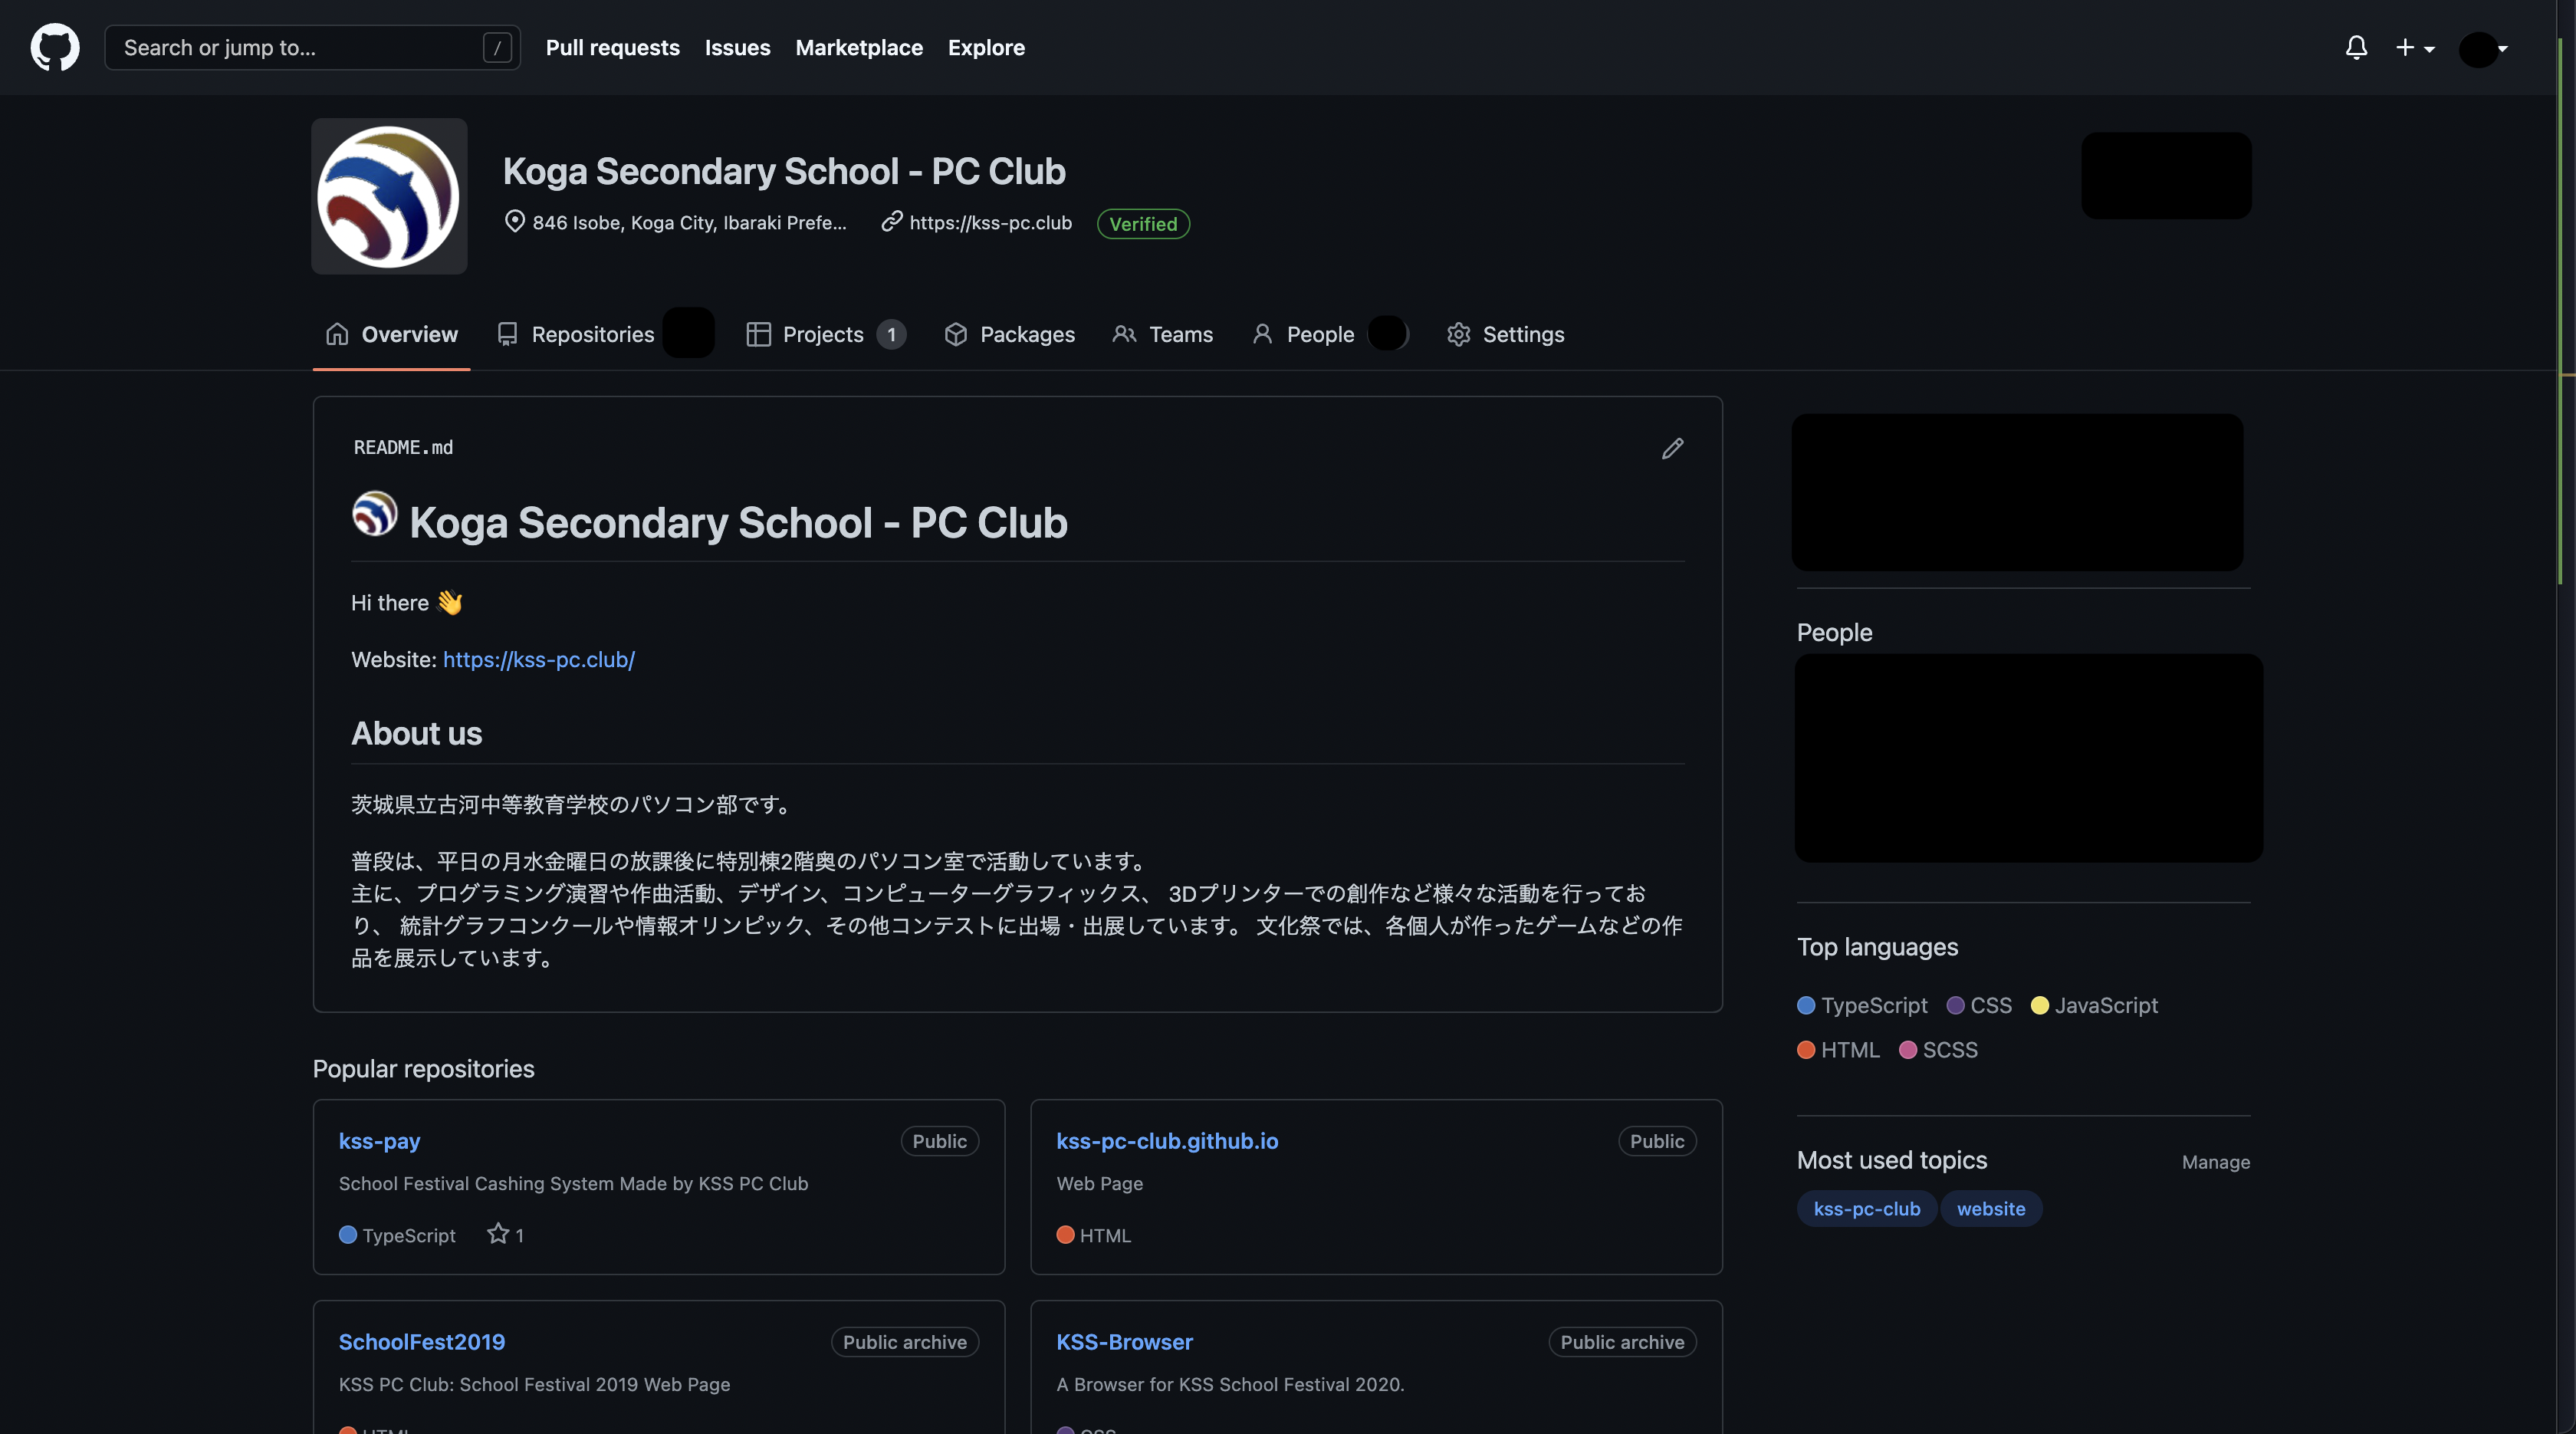 Search or jump to... /
Pull requests Issues Marketplace Explore
Koga Secondary School - PC Club
846 Isobe, Koga City, Ibaraki Prefe... https://kss-pc.club Verified
Overview Repositories Projects 1 Packages Teams People Settings
README.md
Koga Secondary School - PC Club
Hi there 👋
Website: https://kss-pc.club/
About us
茨城県立古河中等教育学校のパソコン部です。
普段は、平日の月水金曜日の放課後に特別棟2階奥のパソコン室で活動しています。
主に、プログラミング演習や作曲活動、デザイン、コンピューターグラフィックス、 3Dプリンターでの創作など様々な活動を行ってお
り、 統計グラフコンクールや情報オリンピック、その他コンテストに出場・出展しています。 文化祭では、各個人が作ったゲームなどの作
品を展示しています。
Popular repositories
kss-pay Public
School Festival Cashing System Made by KSS PC Club
TypeScript 1
kss-pc-club.github.io Public
Web Page
HTML
SchoolFest2019 Public archive
KSS PC Club: School Festival 2019 Web Page
HTML
KSS-Browser Public archive
A Browser for KSS School Festival 2020.
CSS
People
Top languages
TypeScript CSS JavaScript
HTML SCSS
Most used topics Manage
kss-pc-club website